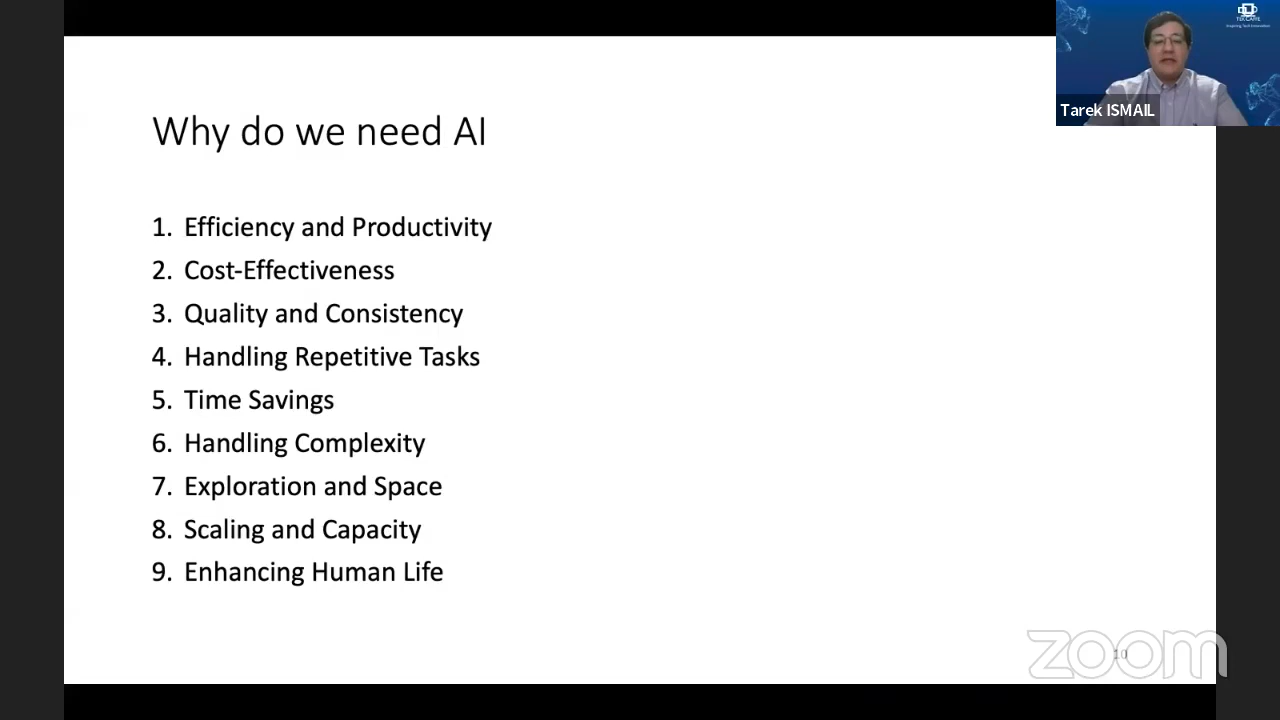 TEKCAFE
Tarek ISMAIL
Why do we need AI
1. Efficiency and Productivity
2. Cost-Effectiveness
3. Quality and Consistency
4. Handling Repetitive Tasks
5. Time Savings
6. Handling Complexity
7. Exploration and Space
8. Scaling and Capacity
9. Enhancing Human Life
zoom
10